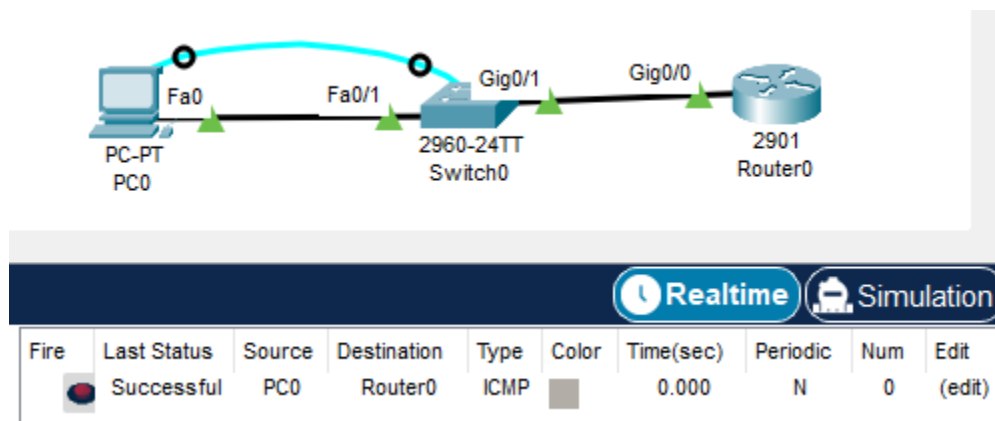 Fa0
Fa0/1
Gig0/1
Gig0/0
PC-PT
PC0
2960-24TT
Switch0
2901
Router0
Realtime Simulation
Fire Last Status Source Destination Type Color Time(sec) Periodic Num Edit
Successful PC0 Router0 ICMP 0.000 N 0 (edit)